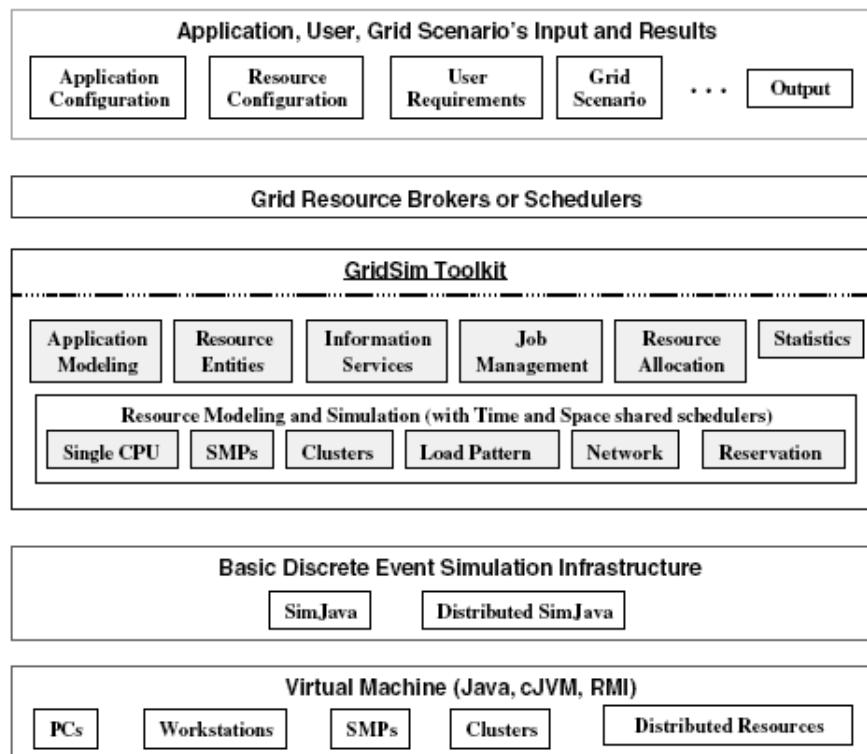 Application, User, Grid Scenario's Input and Results
Application Configuration
Resource Configuration
User Requirements
Grid Scenario
. . .
Output
Grid Resource Brokers or Schedulers
GridSim Toolkit
Application Modeling
Resource Entities
Information Services
Job Management
Resource Allocation
Statistics
Resource Modeling and Simulation (with Time and Space shared schedulers)
Single CPU
SMPs
Clusters
Load Pattern
Network
Reservation
Basic Discrete Event Simulation Infrastructure
SimJava
Distributed SimJava
Virtual Machine (Java, cJVM, RMI)
PCs
Workstations
SMPs
Clusters
Distributed Resources